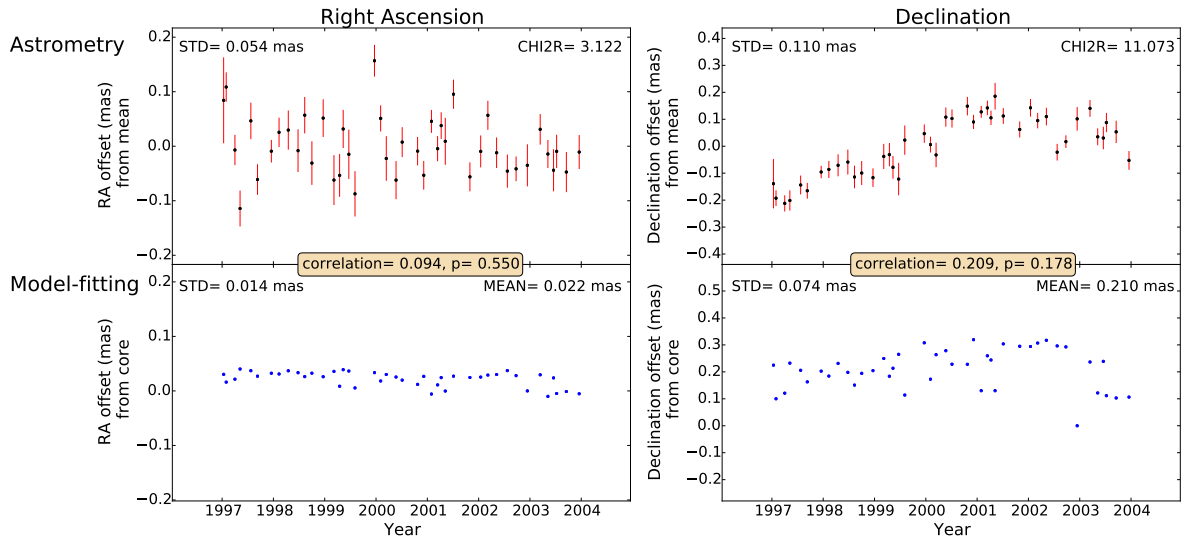 Right Ascension
Declination
Astrometry
STD= 0.054 mas
CHI2R= 3.122
RA offset (mas)
from mean
0.2
0.1
0.0
−0.1
−0.2
STD= 0.110 mas
CHI2R= 11.073
Declination offset (mas)
from mean
0.4
0.3
0.2
0.1
0.0
−0.1
−0.2
−0.3
−0.4
correlation= 0.094, p= 0.550
correlation= 0.209, p= 0.178
Model-fitting
STD= 0.014 mas
MEAN= 0.022 mas
RA offset (mas)
from core
0.2
0.1
0.0
−0.1
−0.2
1997 1998 1999 2000 2001 2002 2003 2004
Year
STD= 0.074 mas
MEAN= 0.210 mas
Declination offset (mas)
from core
0.5
0.4
0.3
0.2
0.1
0.0
−0.1
−0.2
1997 1998 1999 2000 2001 2002 2003 2004
Year